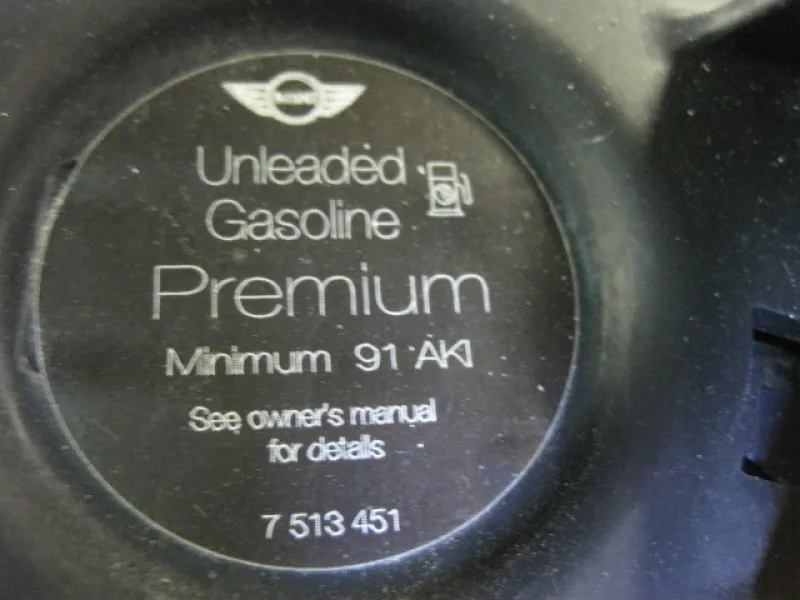 Unleaded
Gasoline
Premium
Minimum 91 AKI
See owner's manual
for details
7 513 451